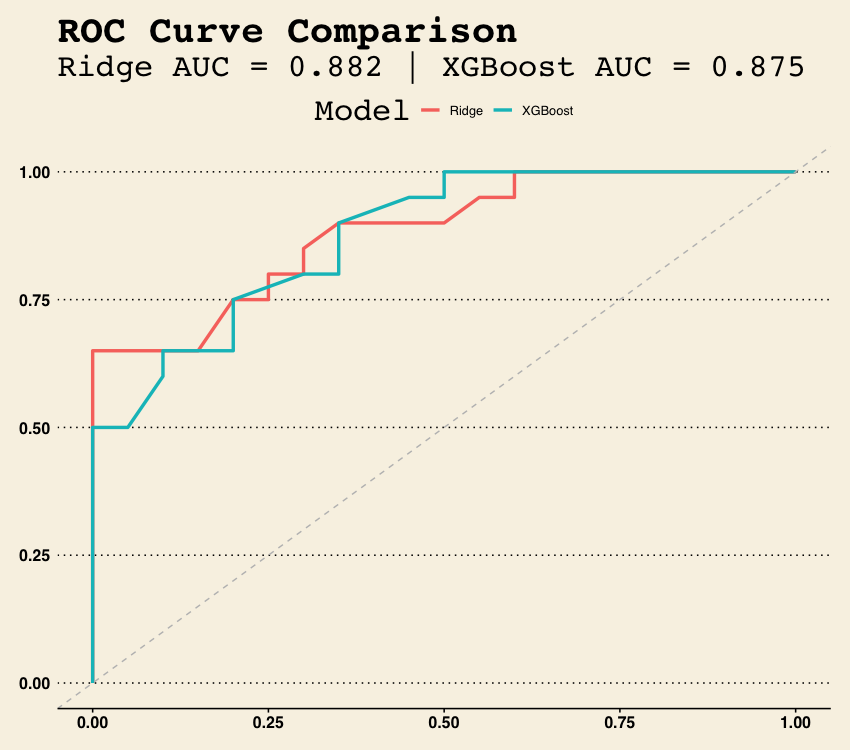 ROC Curve Comparison
Ridge AUC = 0.882 | XGBoost AUC = 0.875
Model Ridge XGBoost
1.00
0.75
0.50
0.25
0.00
0.00 0.25 0.50 0.75 1.00